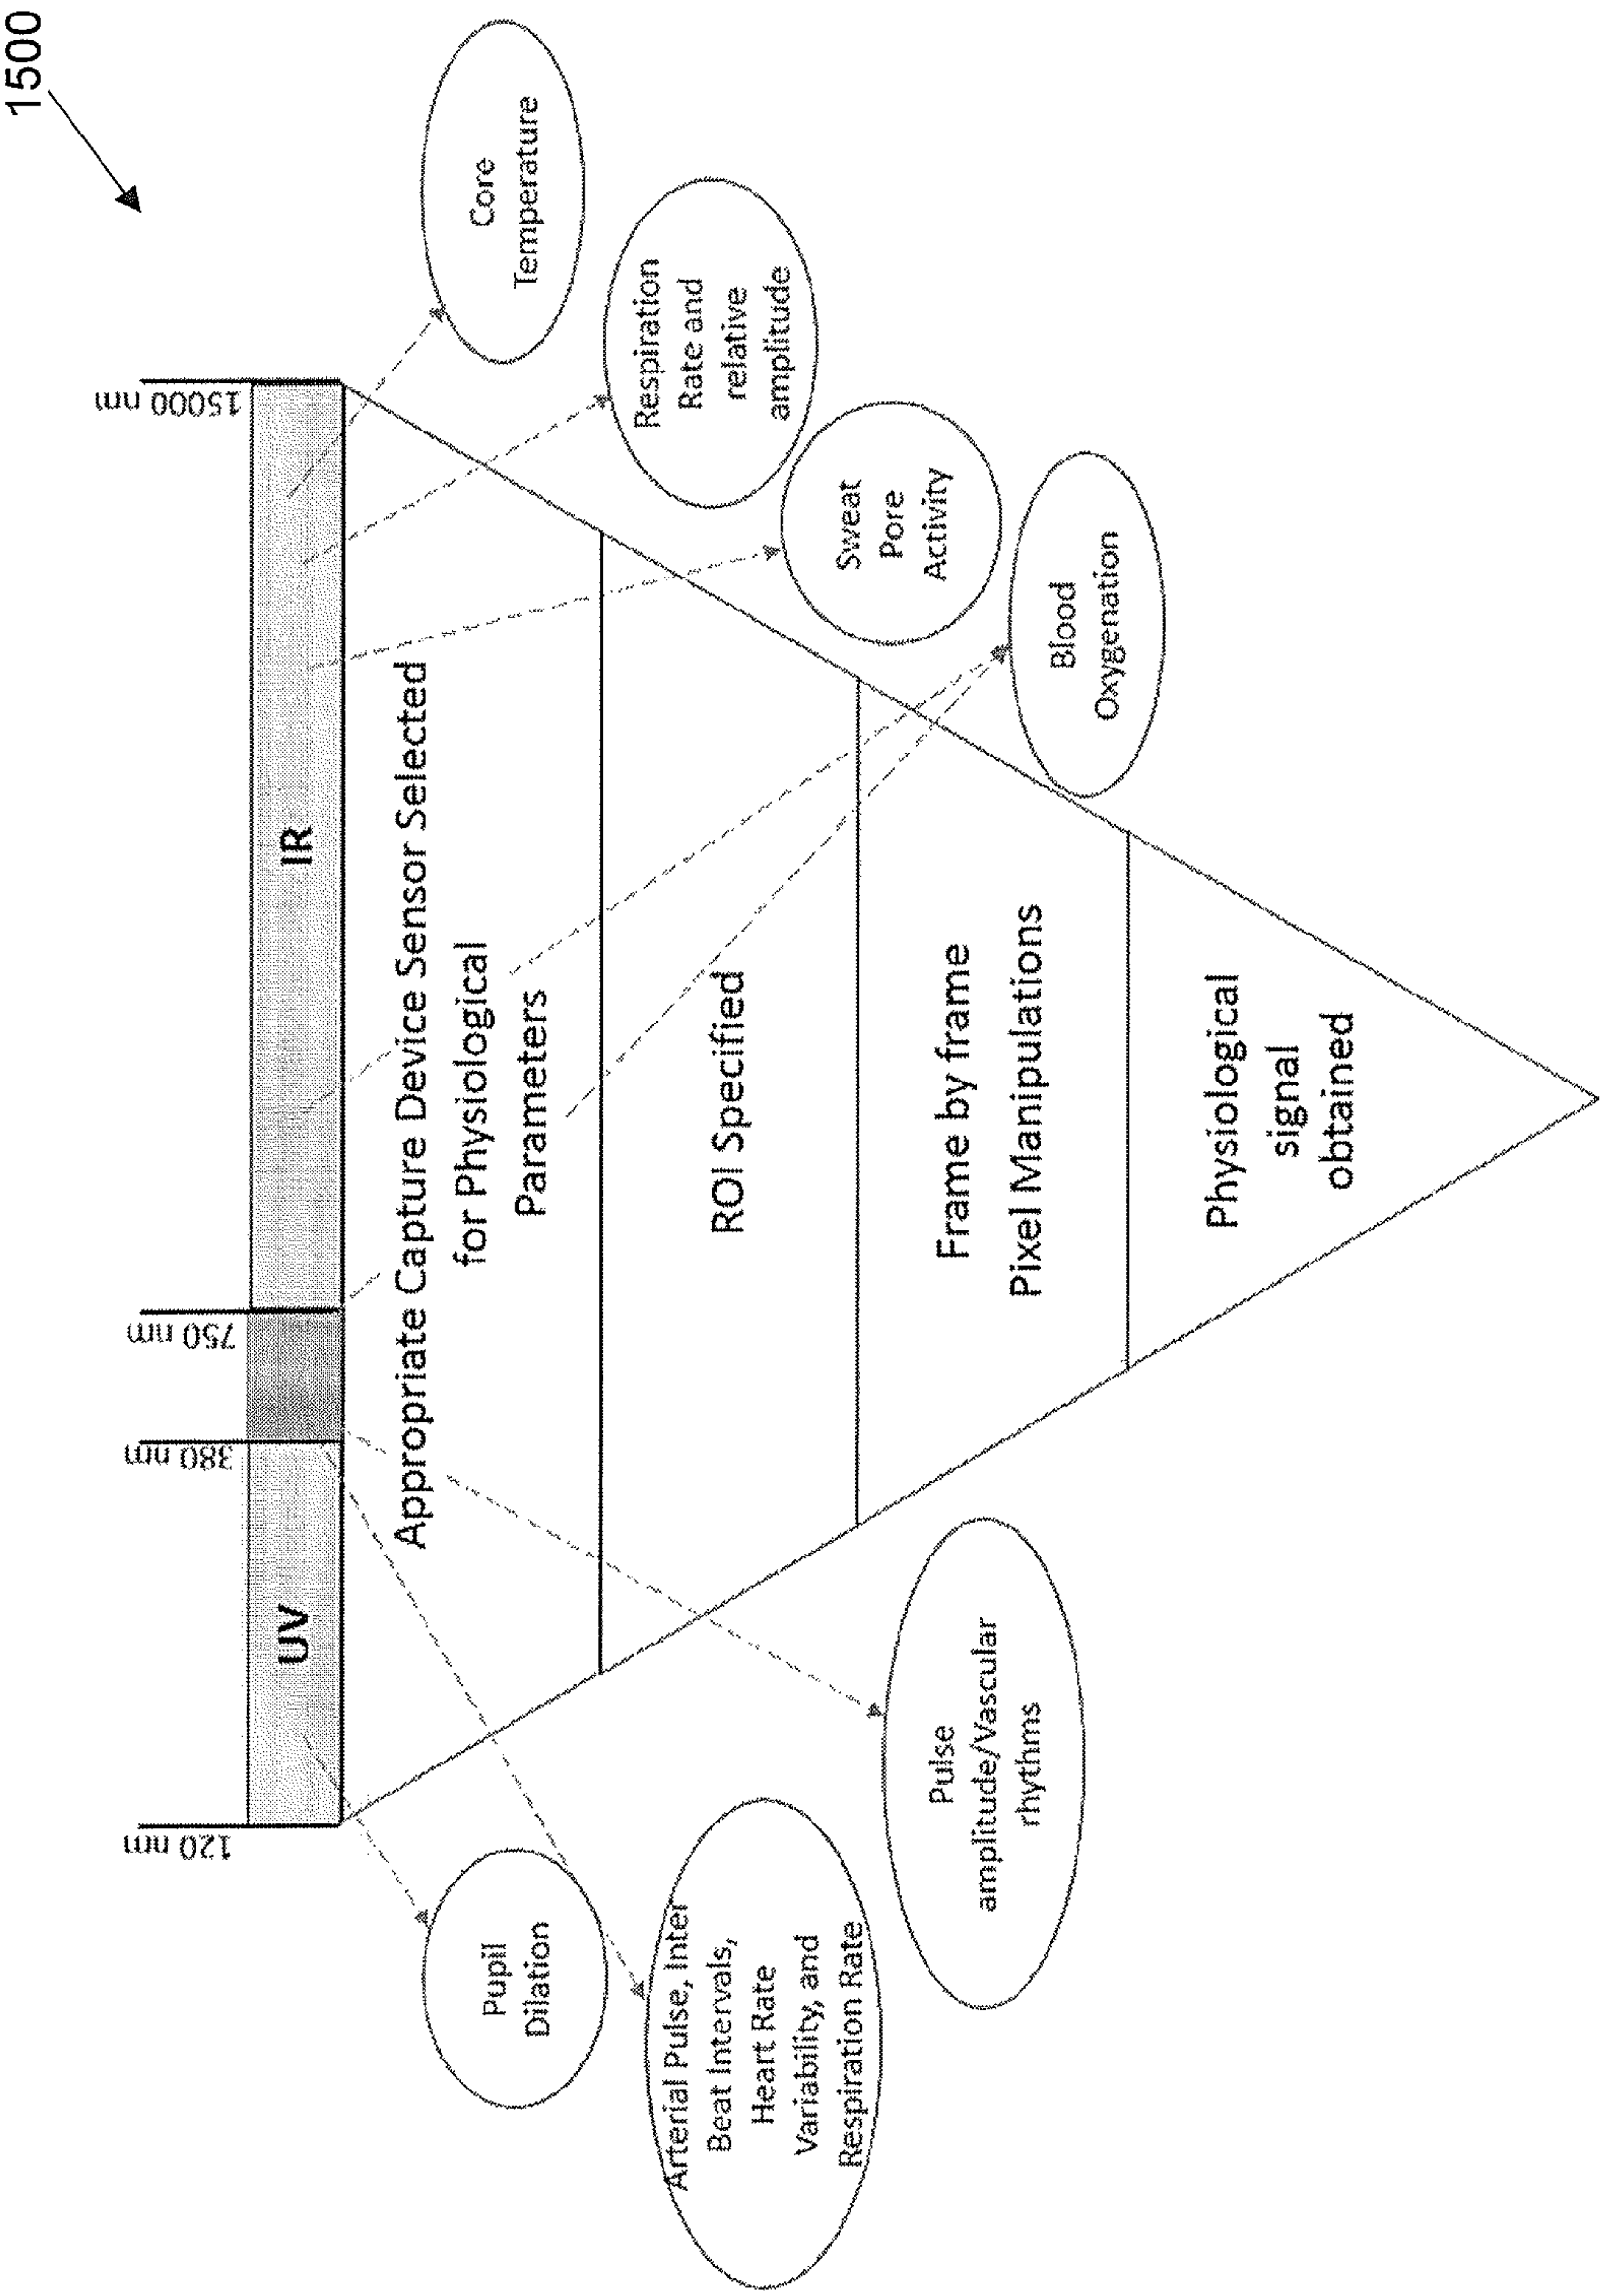 1500
120 nm
380 nm
750 nm
15000 nm
UV
IR
Appropriate Capture Device Sensor Selected
for Physiological
Parameters
ROI Specified
Frame by frame
Pixel Manipulations
Physiological
signal
obtained
Pupil
Dilation
Arterial Pulse, Inter
Beat Intervals,
Heart Rate
Variability, and
Respiration Rate
Pulse
amplitude/Vascular
rhythms
Core
Temperature
Respiration
Rate and
relative
amplitude
Sweat
Pore
Activity
Blood
Oxygenation